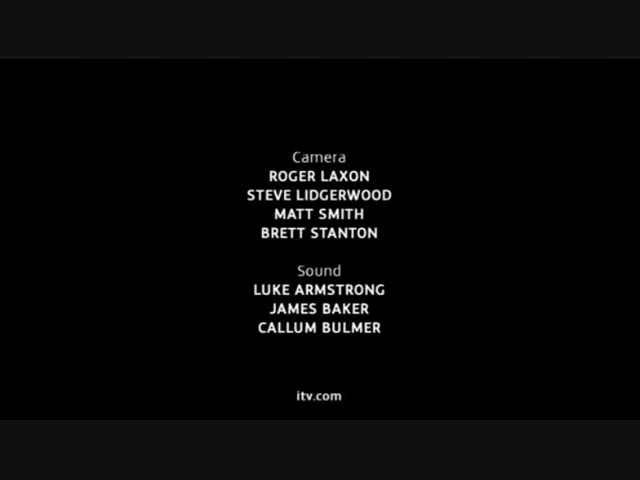 Camera
ROGER LAXON
STEVE LIDGERWOOD
MATT SMITH
BRETT STANTON
Sound
LUKE ARMSTRONG
JAMES BAKER
CALLUM BULMER
itv.com